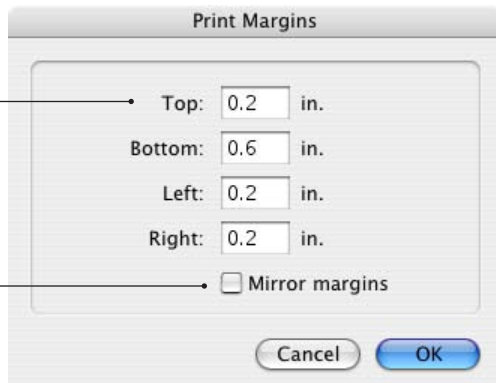 Print Margins
Top: 0.2 in.
Bottom: 0.6 in.
Left: 0.2 in.
Right: 0.2 in.
Mirror margins
Cancel OK